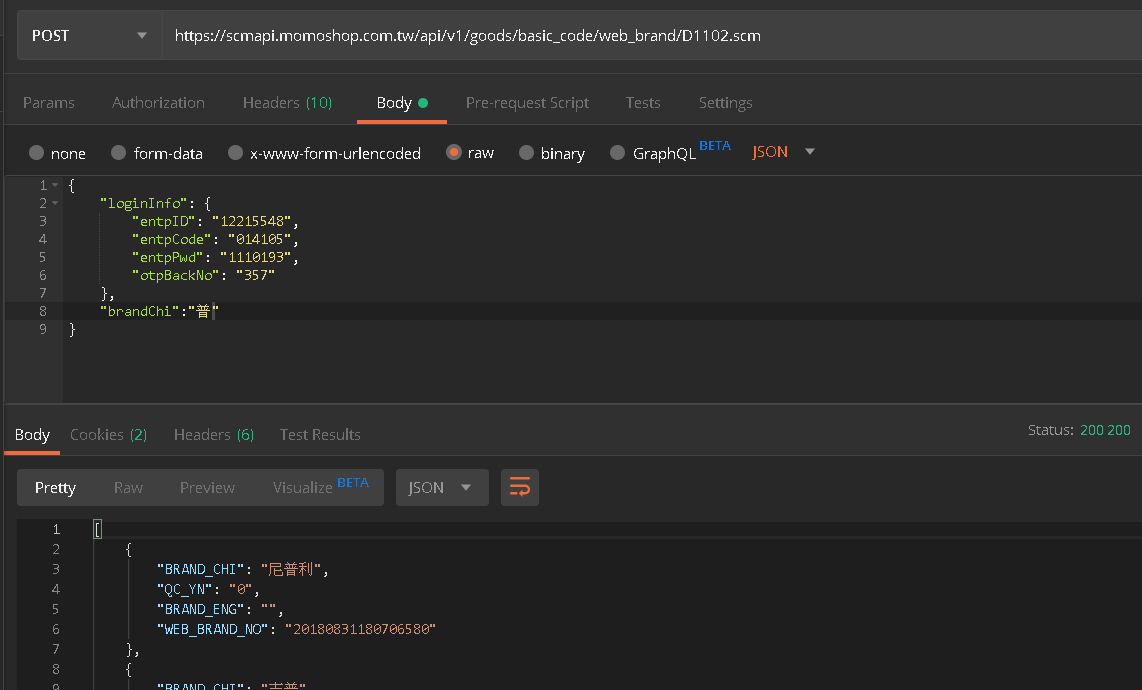 POST https://scmapi.momoshop.com.tw/api/v1/goods/basic_code/web_brand/D1102.scm
Params Authorization Headers (10) Body Pre-request Script Tests Settings
none form-data x-www-form-urlencoded raw binary GraphQL BETA JSON
1 {
2 "loginInfo": {
3 "entpID": "12215548",
4 "entpCode": "014105",
5 "entpPwd": "1110193",
6 "otpBackNo": "357"
7 },
8 "brandChi":"普"
9 }
Body Cookies (2) Headers (6) Test Results Status: 200 200
Pretty Raw Preview Visualize BETA JSON
1 [
2 {
3 "BRAND_CHI": "尼普利",
4 "QC_YN": "0",
5 "BRAND_ENG": "",
6 "WEB_BRAND_NO": "20180831180706580"
7 },
8 {
9 "BRAND_CHI": "吉普"